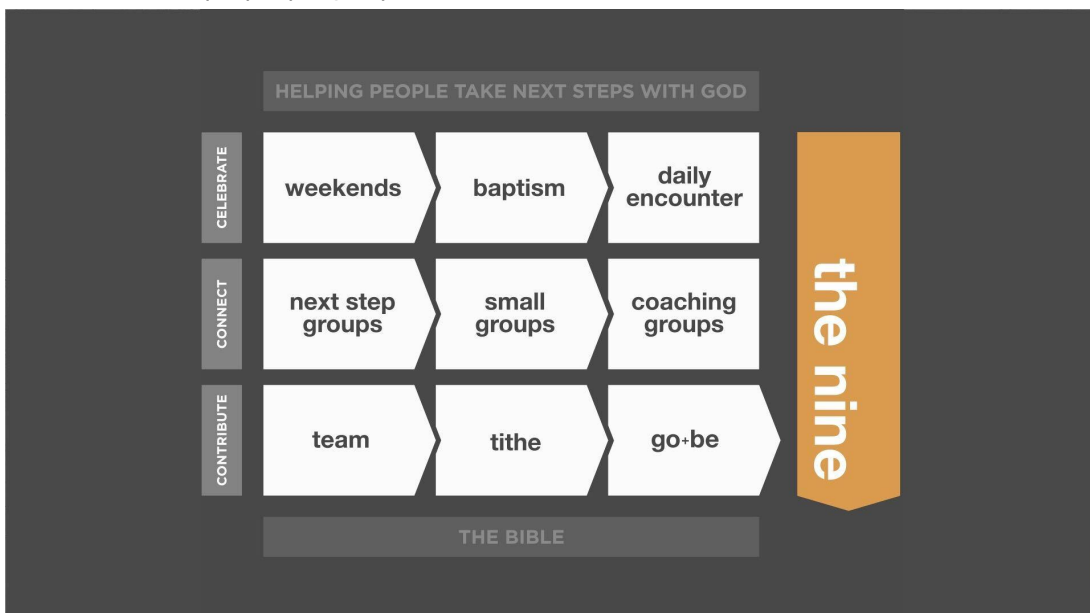 HELPING PEOPLE TAKE NEXT STEPS WITH GOD
CELEBRATE
weekends
baptism
daily
encounter
CONNECT
next step
groups
small
groups
coaching
groups
CONTRIBUTE
team
tithe
go+be
the nine
THE BIBLE